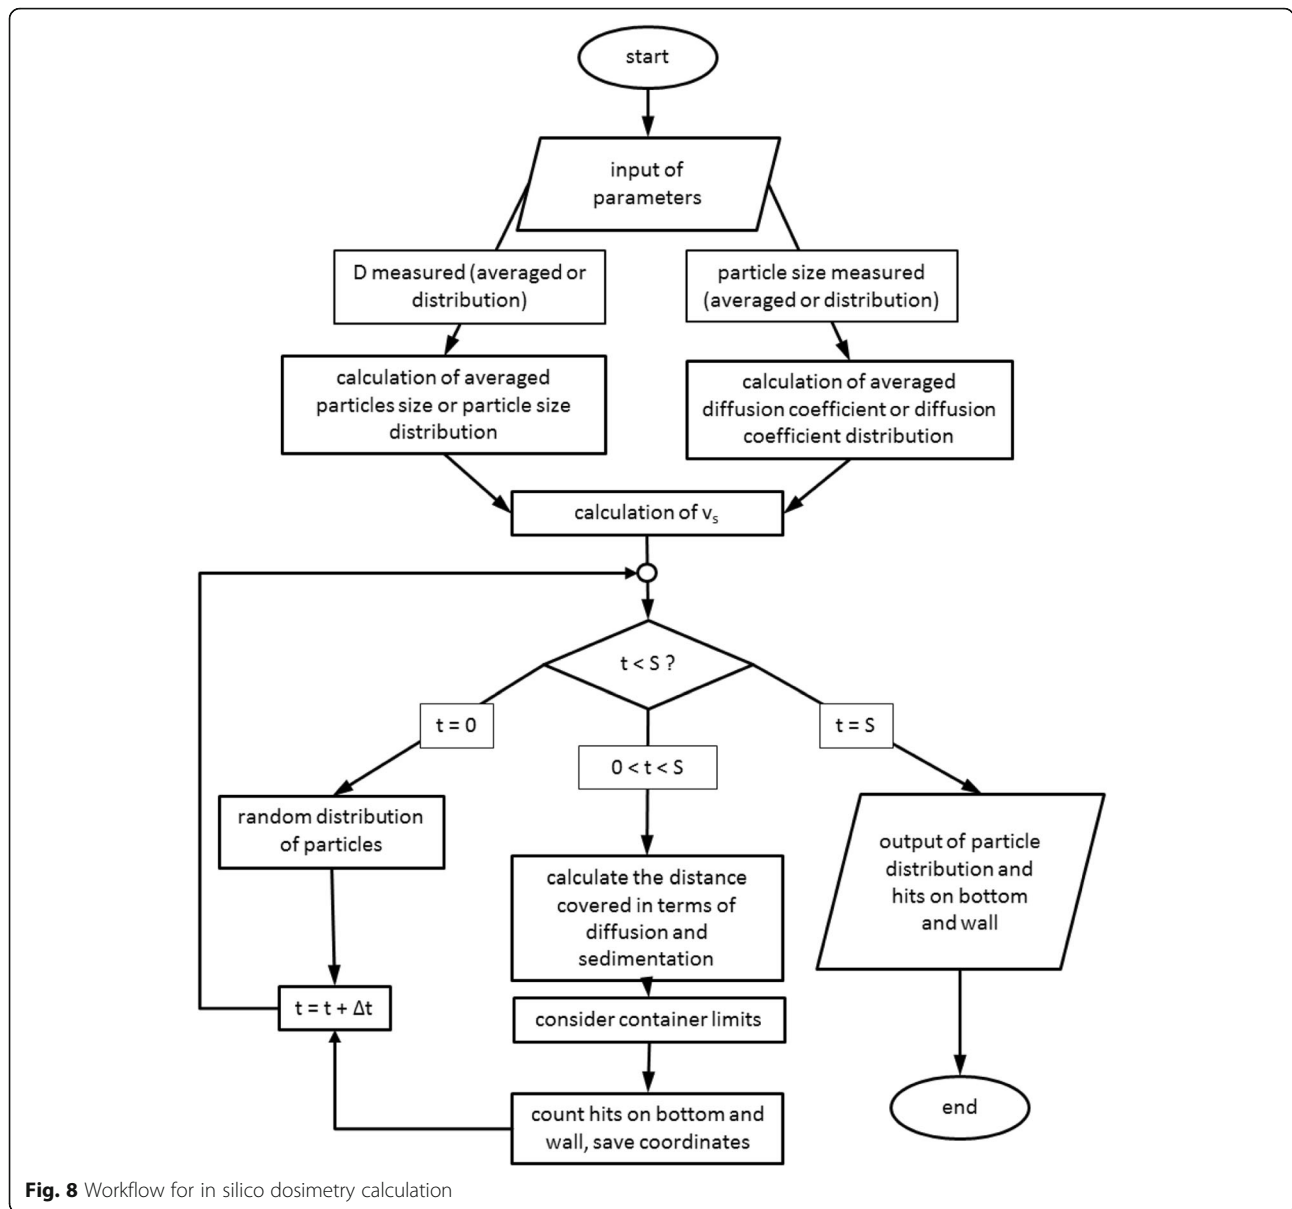 start
input of
parameters
D measured (averaged or
distribution)
particle size measured
(averaged or distribution)
calculation of averaged
particles size or particle size
distribution
calculation of averaged
diffusion coefficient or diffusion
coefficient distribution
calculation of vₛ
t < S ?
t = 0
0 < t < S
t = S
random distribution
of particles
calculate the distance
covered in terms of
diffusion and
sedimentation
output of particle
distribution and
hits on bottom
and wall
t = t + Δt
consider container limits
count hits on bottom and
wall, save coordinates
end
Fig. 8 Workflow for in silico dosimetry calculation